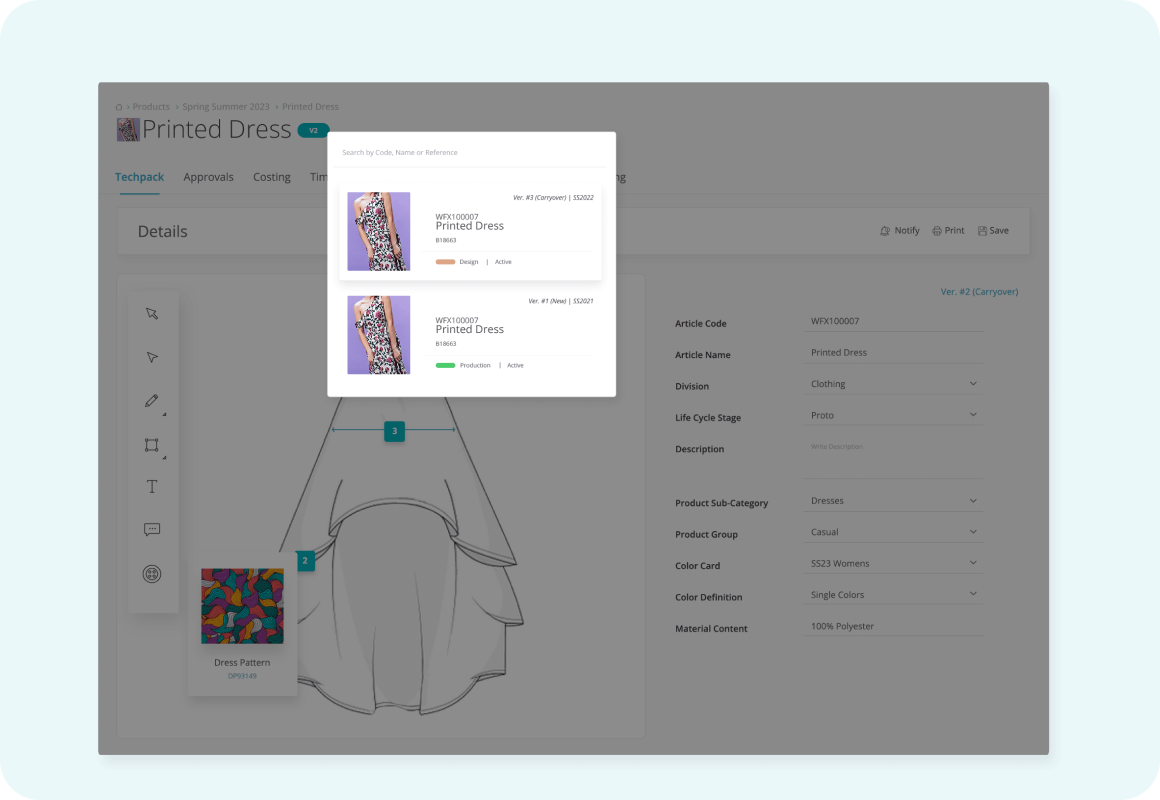 Products › Spring Summer 2023 › Printed Dress
Printed Dress V2
Techpack Approvals Costing
Search by Code, Name or Reference
Ver. #3 (Carryover) | SS2022
WFX100007
Printed Dress
B18663
Design | Active
Ver. #1 (New) | SS2021
WFX100007
Printed Dress
B18663
Production | Active
Details
Notify Print Save
3
2
Dress Pattern
DP93149
Ver. #2 (Carryover)
Article Code WFX100007
Article Name Printed Dress
Division Clothing
Life Cycle Stage Proto
Description Write Description
Product Sub-Category Dresses
Product Group Casual
Color Card SS23 Womens
Color Definition Single Colors
Material Content 100% Polyester